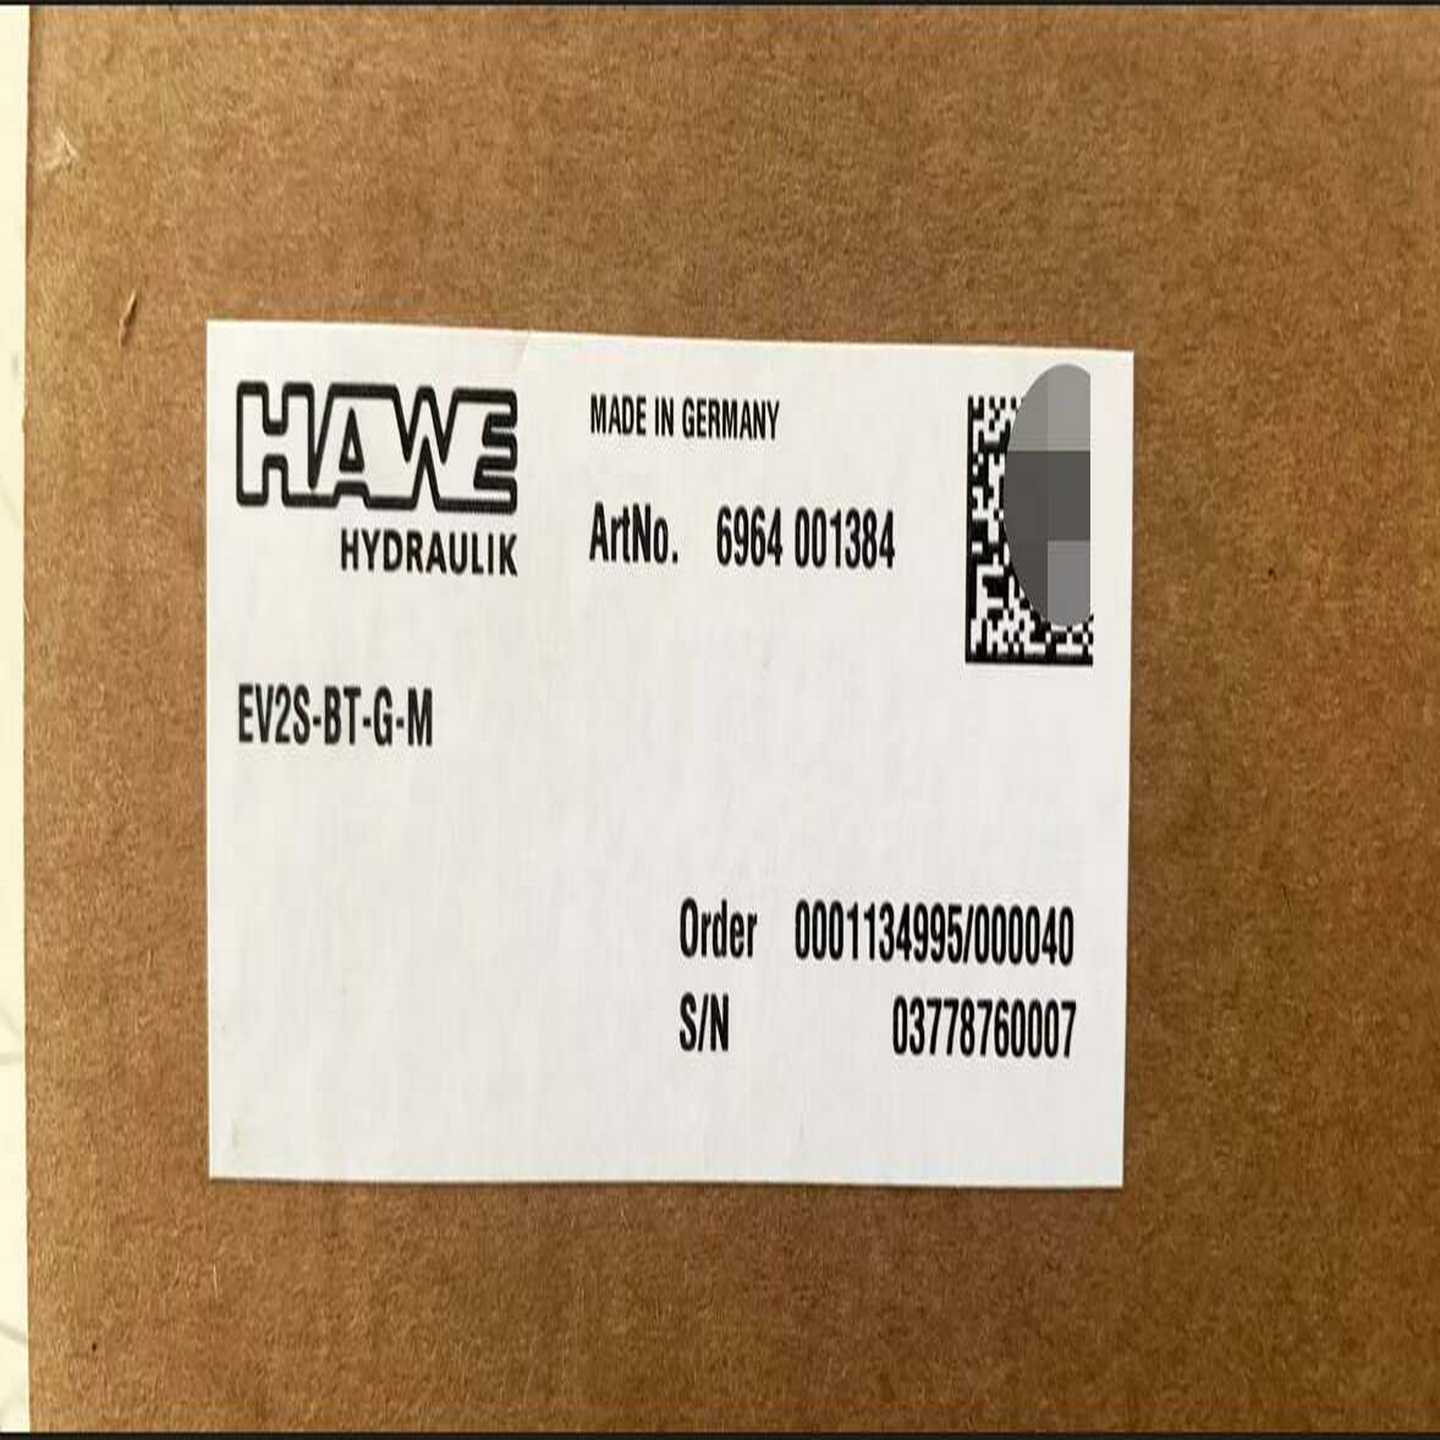 HAWE
HYDRAULIK
MADE IN GERMANY
ArtNo. 6964 001384
EV2S-BT-G-M
Order 0001134995/000040
S/N 03778760007